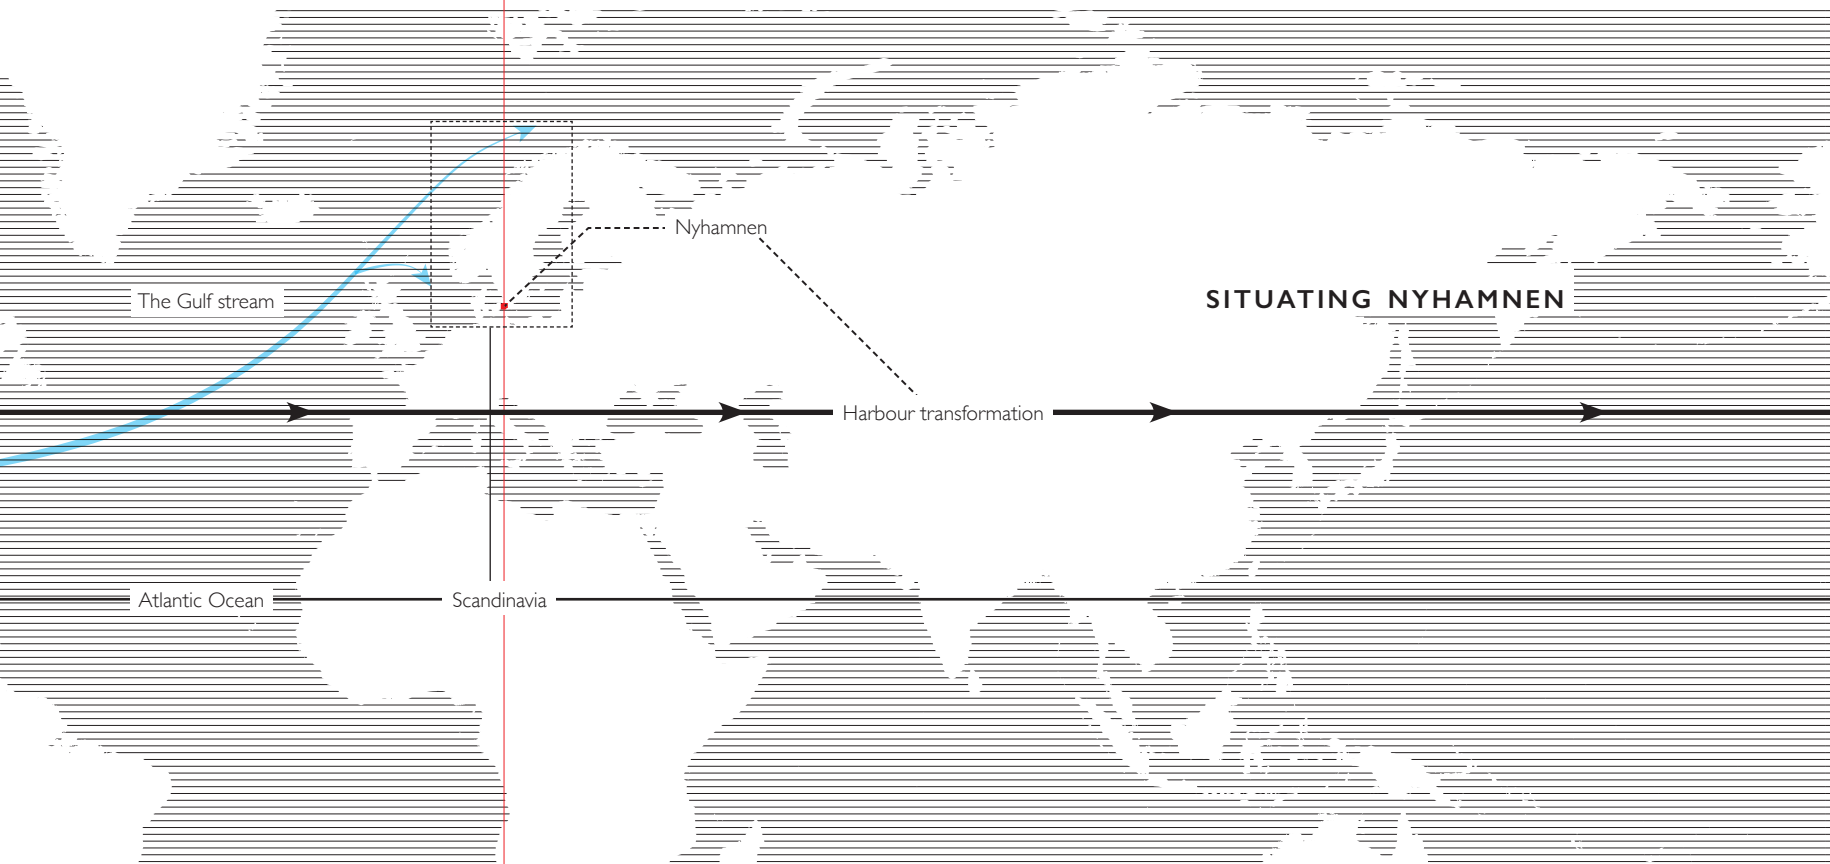 Nyhamnen
The Gulf stream
SITUATING NYHAMNEN
Harbour transformation
Atlantic Ocean
Scandinavia